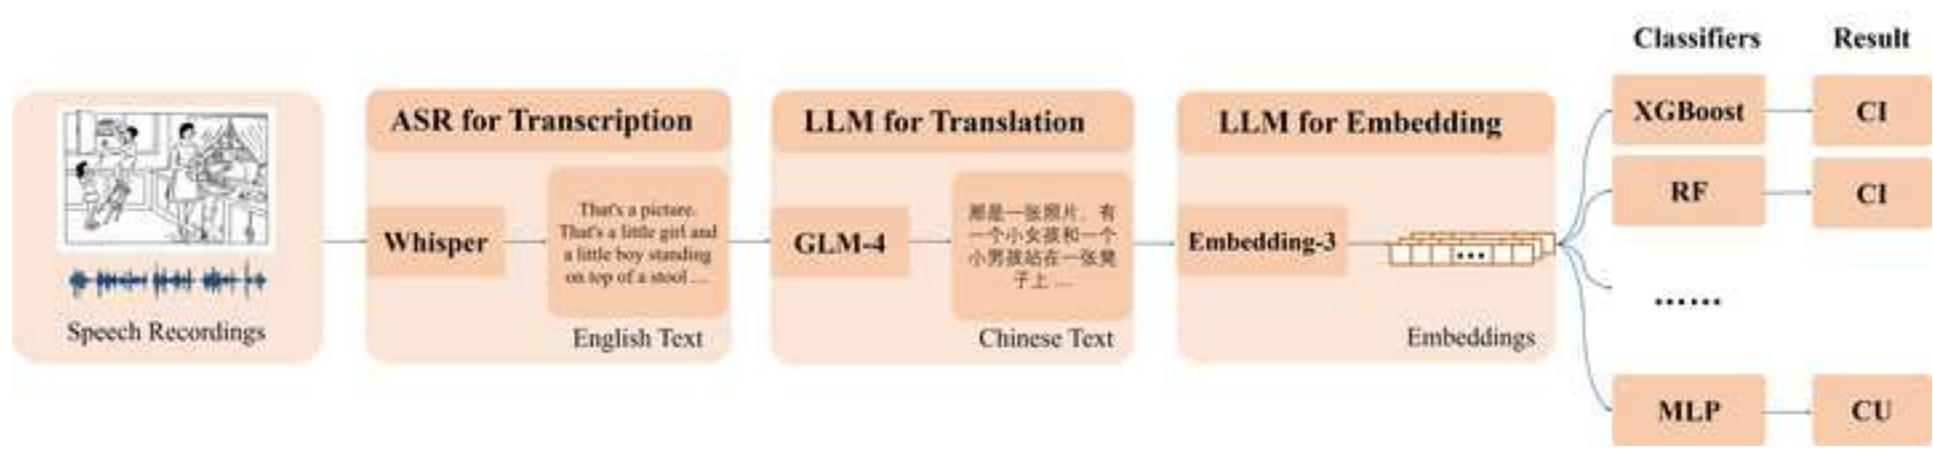 Classifiers
Result
ASR for Transcription
LLM for Translation
LLM for Embedding
XGBoost
CI
RF
CI
Whisper
That's a picture.
That's a little girl and
a little boy standing
on top of a stool ....
GLM-4
那是一张照片，有
一个小女孩和一个
小男孩站在一张凳
子上 ....
Embedding-3
...
......
Speech Recordings
English Text
Chinese Text
Embeddings
MLP
CU